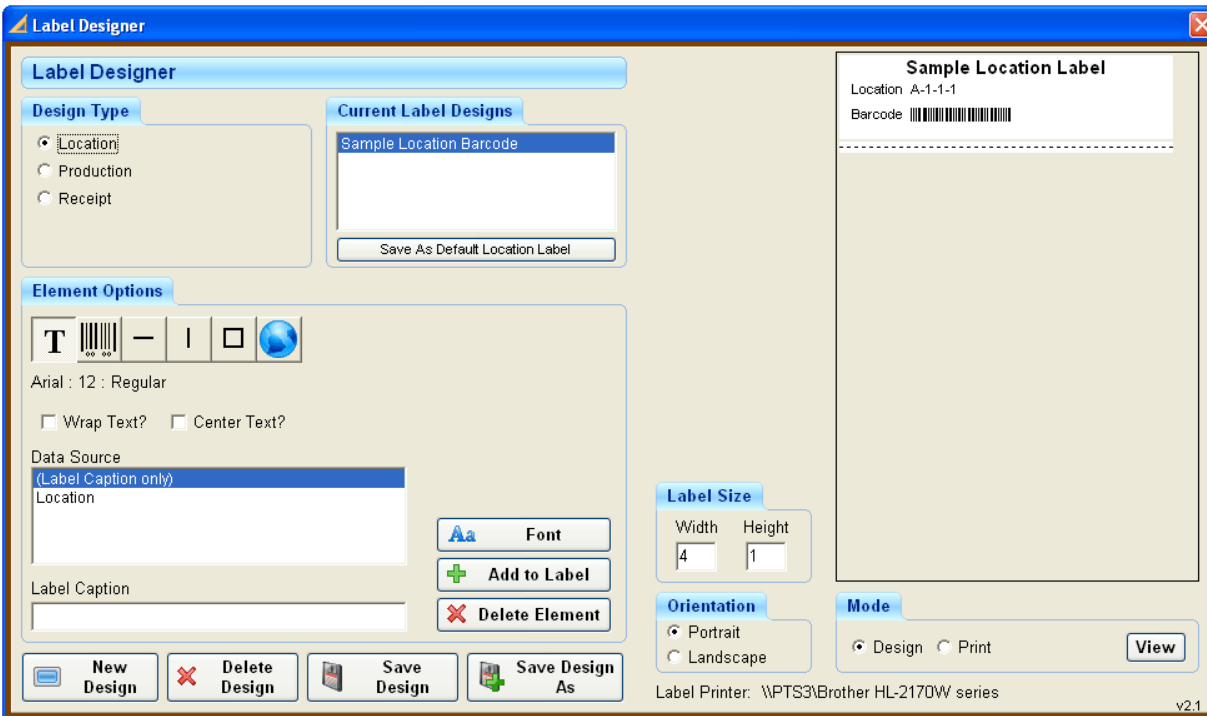 Label Designer
Label Designer
Design Type
Location
Production
Receipt
Current Label Designs
Sample Location Barcode
Save As Default Location Label
Element Options
T
Arial : 12 : Regular
Wrap Text?
Center Text?
Data Source
(Label Caption only)
Location
Label Caption
Aa Font
Add to Label
Delete Element
New Design
Delete Design
Save Design
Save Design As
Sample Location Label
Location A-1-1-1
Barcode
Label Size
Width Height
4 1
Orientation
Portrait
Landscape
Mode
Design Print
View
Label Printer: \\PTS3\Brother HL-2170W series
v2.1